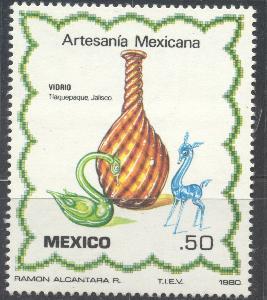 Artesanía Mexicana
VIDRIO
Tlaquepaque, Jalisco.
MEXICO .50
RAMON ALCANTARA R. T.I.E.V. 1980